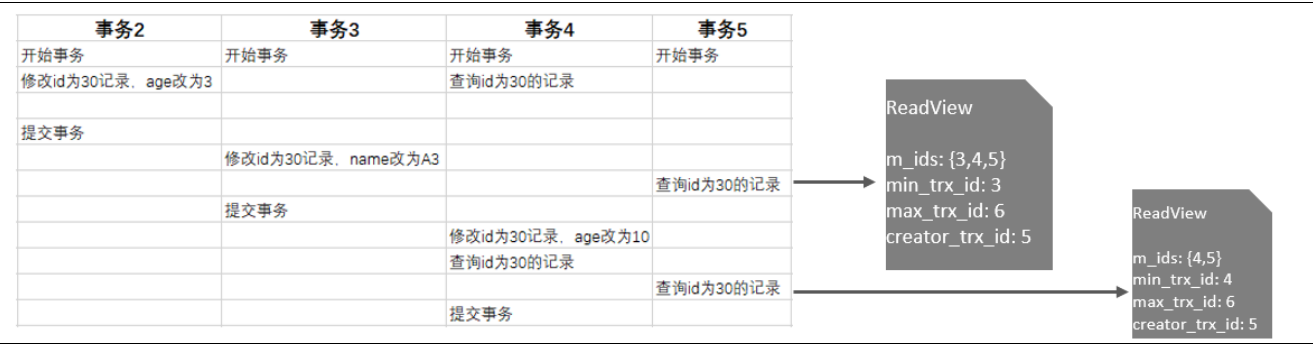 事务2 事务3 事务4 事务5
开始事务 开始事务 开始事务 开始事务
修改id为30记录，age改为3 查询id为30的记录
提交事务
修改id为30记录，name改为A3
查询id为30的记录
提交事务
修改id为30记录，age改为10
查询id为30的记录
查询id为30的记录
提交事务
ReadView
m_ids: {3,4,5}
min_trx_id: 3
max_trx_id: 6
creator_trx_id: 5
ReadView
m_ids: {4,5}
min_trx_id: 4
max_trx_id: 6
creator_trx_id: 5